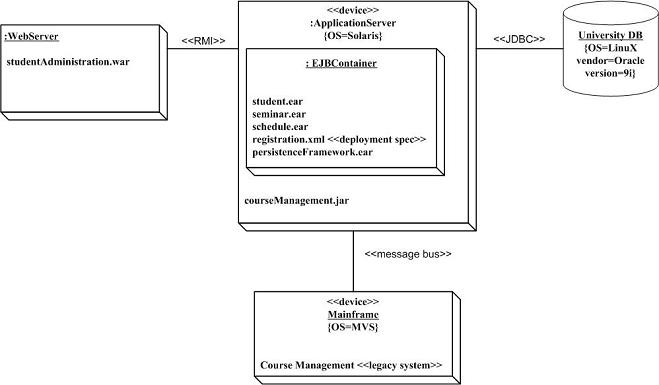 :WebServer
studentAdministration.war
<<RMI>>
<<device>>
:ApplicationServer
{OS=Solaris}
: EJBContainer
student.ear
seminar.ear
schedule.ear
registration.xml <<deployment spec>>
persistenceFramework.ear
courseManagement.jar
<<JDBC>>
University DB
{OS=LinuX
vendor=Oracle
version=9i}
<<message bus>>
<<device>>
Mainframe
{OS=MVS}
Course Management <<legacy system>>